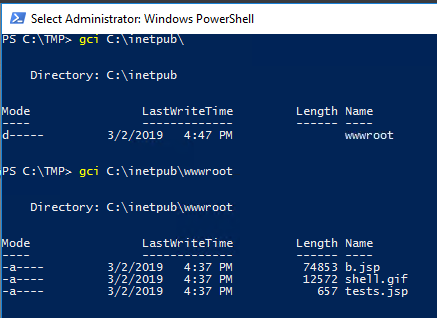 Select Administrator: Windows PowerShell
PS C:\TMP> gci C:\inetpub\
Directory: C:\inetpub
Mode LastWriteTime Length Name
---- ------------- ------ ----
d----- 3/2/2019 4:47 PM wwwroot
PS C:\TMP> gci C:\inetpub\wwwroot
Directory: C:\inetpub\wwwroot
Mode LastWriteTime Length Name
---- ------------- ------ ----
-a---- 3/2/2019 4:37 PM 74853 b.jsp
-a---- 3/2/2019 4:37 PM 12572 shell.gif
-a---- 3/2/2019 4:37 PM 657 tests.jsp